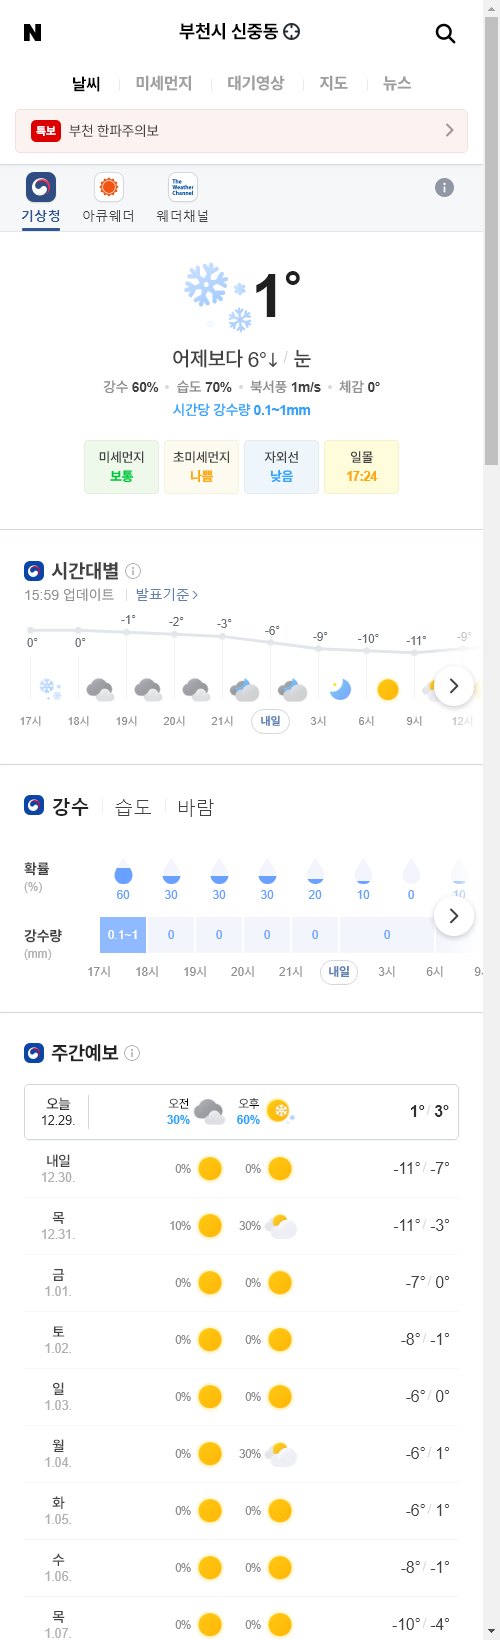 N 부천시 신중동
날씨 미세먼지 대기영상 지도 뉴스
특보 부천 한파주의보
The Weather Channel
기상청 아큐웨더 웨더채널
1°
어제보다 6°↓ / 눈
강수 60% 습도 70% 북서풍 1m/s 체감 0°
시간당 강수량 0.1~1mm
미세먼지 초미세먼지 자외선 일몰
보통 나쁨 낮음 17:24
시간대별
15:59 업데이트 발표기준 >
0° 0° -1° -2° -3° -6° -9° -10° -11° -9°
17시 18시 19시 20시 21시 내일 3시 6시 9시 12시
강수 습도 바람
확률
(%)
60 30 30 30 20 10 0 10
강수량
(mm)
0.1~1 0 0 0 0 0
17시 18시 19시 20시 21시 내일 3시 6시
주간예보
오늘 오전 오후 1° / 3°
12.29. 30% 60%
내일 0% 0% -11° / -7°
12.30.
목 10% 30% -11° / -3°
12.31.
금 0% 0% -7° / 0°
1.01.
토 0% 0% -8° / -1°
1.02.
일 0% 0% -6° / 0°
1.03.
월 0% 30% -6° / 1°
1.04.
화 0% 0% -6° / 1°
1.05.
수 0% 0% -8° / -1°
1.06.
목 0% 0% -10° / -4°
1.07.